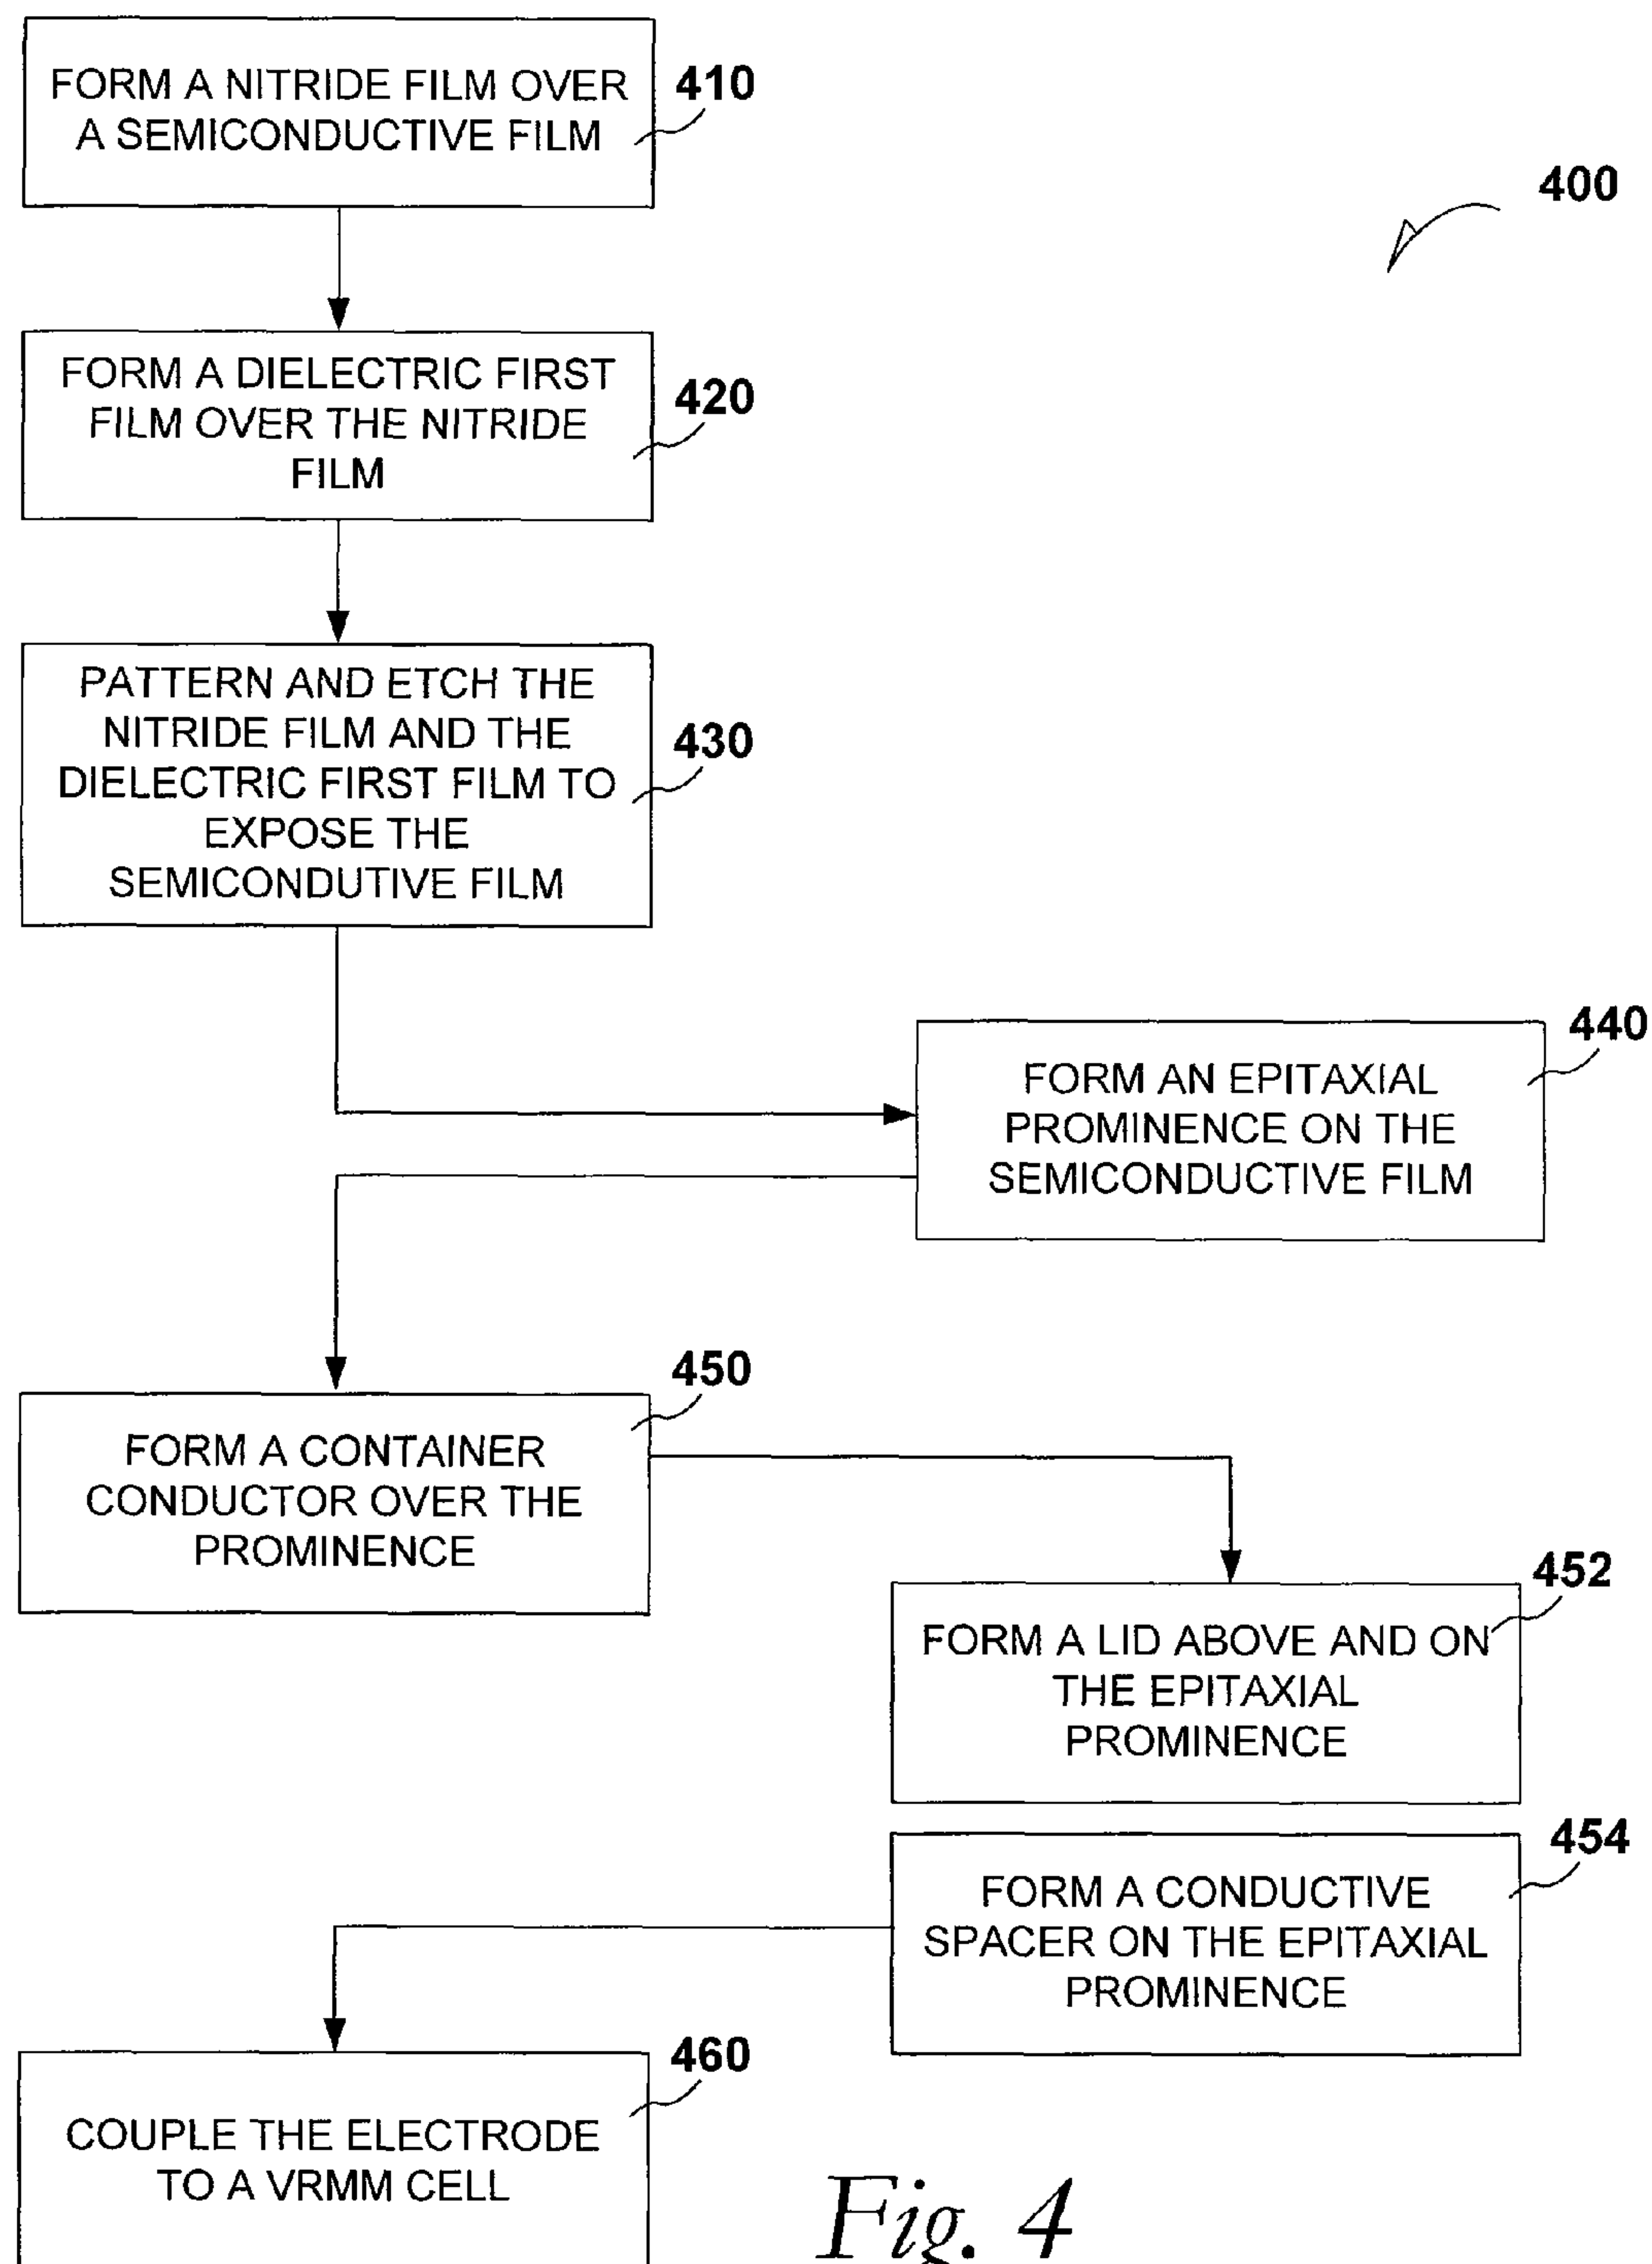 FORM A NITRIDE FILM OVER
A SEMICONDUCTIVE FILM
410
400
FORM A DIELECTRIC FIRST
FILM OVER THE NITRIDE
FILM
420
PATTERN AND ETCH THE
NITRIDE FILM AND THE
DIELECTRIC FIRST FILM TO
EXPOSE THE
SEMICONDUTIVE FILM
430
FORM AN EPITAXIAL
PROMINENCE ON THE
SEMICONDUCTIVE FILM
440
FORM A CONTAINER
CONDUCTOR OVER THE
PROMINENCE
450
FORM A LID ABOVE AND ON
THE EPITAXIAL
PROMINENCE
452
FORM A CONDUCTIVE
SPACER ON THE EPITAXIAL
PROMINENCE
454
COUPLE THE ELECTRODE
TO A VRMM CELL
460
Fig. 4